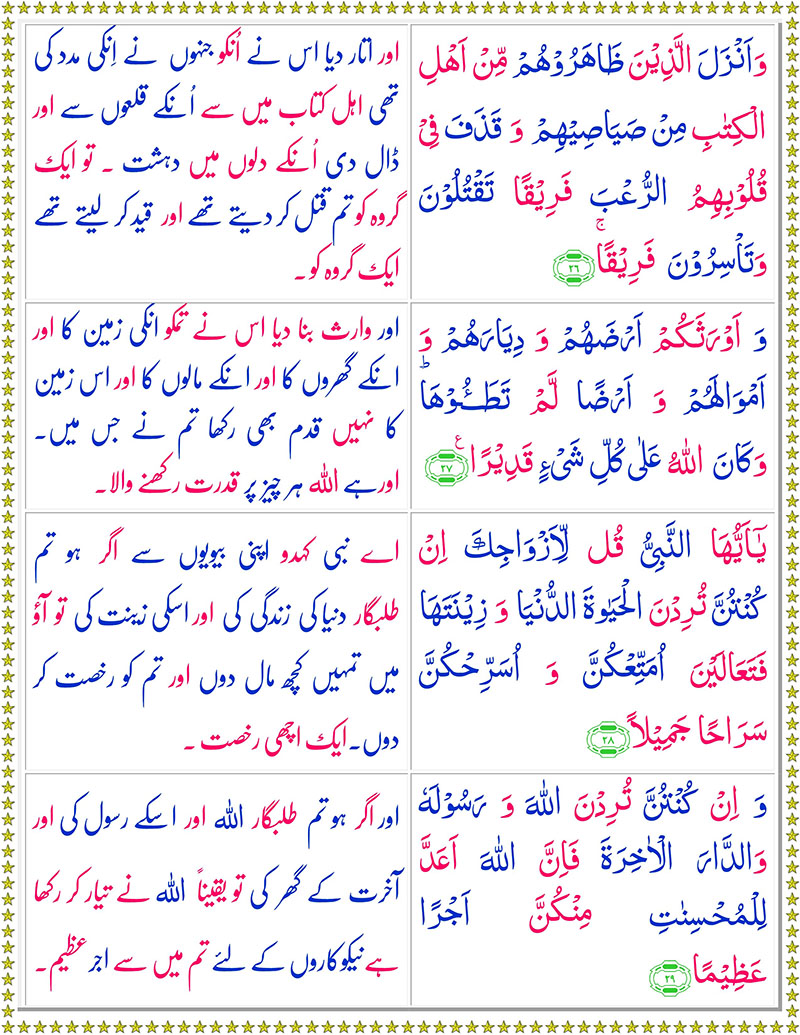 وَاَنْزَلَ الَّذِيْنَ ظَاهَرُوْهُمْ مِّنْ اَهْلِ
الْكِتٰبِ مِنْ صَيَاصِيْهِمْ وَ قَذَفَ فِيْ
قُلُوْبِهِمُ الرُّعْبَ فَرِيْقًا تَقْتُلُوْنَ
وَتَاْسِرُوْنَ فَرِيْقًا ۚ ﴿۲۶﴾
اور اتار دیا اس نے اُنکو جنہوں نے اِنکی مدد کی
تھی اہل کتاب میں سے اُنکے قلعوں سے اور
ڈال دی اُنکے دلوں میں دہشت ۔ تو ایک
گروہ کو تم قتل کر دیتے تھے اور قید کر لیتے تھے
ایک گروہ کو۔
وَ اَوْرَثَكُمْ اَرْضَهُمْ وَ دِيَارَهُمْ وَ
اَمْوَالَهُمْ وَ اَرْضًا لَّمْ تَطَـُٔوْهَا ؕ
وَكَانَ اللّٰهُ عَلٰى كُلِّ شَىْءٍ قَدِيْرًا ع ﴿۲۷﴾
اور وارث بنا دیا اس نے تمکو انکی زمین کا اور
انکے گھروں کا اور انکے مالوں کا اور اس زمین
کا نہیں قدم بھی رکھا تم نے جس میں۔
اور ہے اللہ ہر چیز پر قدرت رکھنے والا۔
يٰۤاَيُّهَا النَّبِىُّ قُل لِّاَزْوَاجِكَ اِنْ
كُنْتُنَّ تُرِدْنَ الْحَيٰوةَ الدُّنْيَا وَ زِيْنَتَهَا
فَتَعَالَيْنَ اُمَتِّعْكُنَّ وَ اُسَرِّحْكُنَّ
سَرَاحًا جَمِيْلًا ﴿۲۸﴾
اے نبی کہدو اپنی بیویوں سے اگر ہو تم
طلبگار دنیا کی زندگی کی اور اسکی زینت کی تو آؤ
میں تمہیں کچھ مال دوں اور تم کو رخصت کر
دوں۔ ایک اچھی رخصت ۔
وَ اِنْ كُنْتُنَّ تُرِدْنَ اللّٰهَ وَ رَسُوْلَهٗ
وَالدَّارَ الْاٰخِرَةَ فَاِنَّ اللّٰهَ اَعَدَّ
لِلْمُحْسِنٰتِ مِنْكُنَّ اَجْرًا
عَظِيْمًا ﴿۲۹﴾
اور اگر ہو تم طلبگار اللہ اور اسکے رسول کی اور
آخرت کے گھر کی تو یقیناً اللہ نے تیار کر رکھا
ہے نیکوکاروں کے لئے تم میں سے اجر عظیم۔